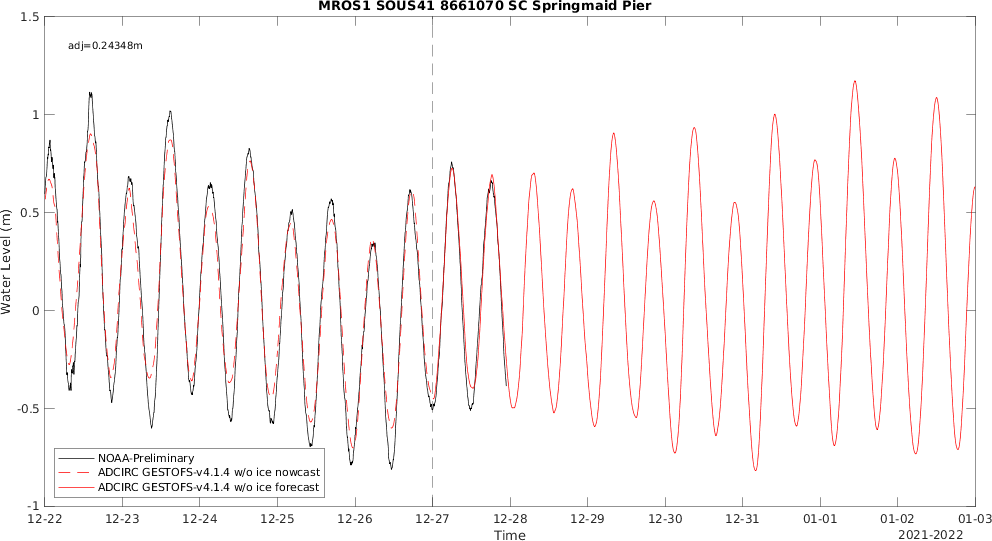 MROS1 SOUS41 8661070 SC Springmaid Pier
adj=0.24348m
Water Level (m)
1.5
1
0.5
0
-0.5
-1
NOAA-Preliminary
ADCIRC GESTOFS-v4.1.4 w/o ice nowcast
ADCIRC GESTOFS-v4.1.4 w/o ice forecast
12-22 12-23 12-24 12-25 12-26 12-27 12-28 12-29 12-30 12-31 01-01 01-02 01-03
Time
2021-2022